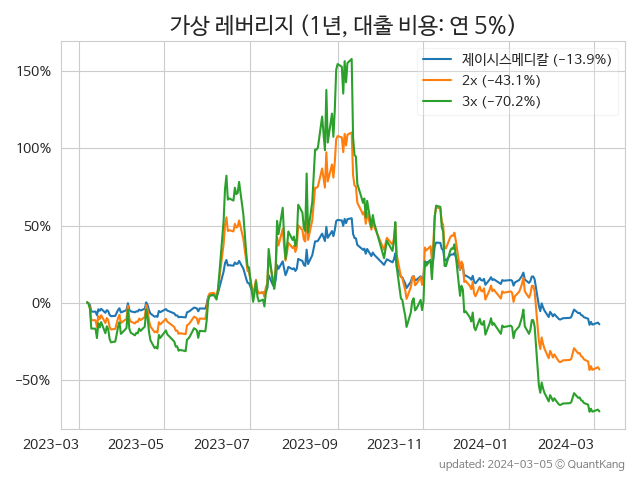 가상 레버리지 (1년, 대출 비용: 연 5%)
제이시스메디칼 (−13.9%)
2x (−43.1%)
3x (−70.2%)
150%
100%
50%
0%
−50%
2023−03 2023−05 2023−07 2023−09 2023−11 2024−01 2024−03
updated: 2024-03-05 © QuantKang